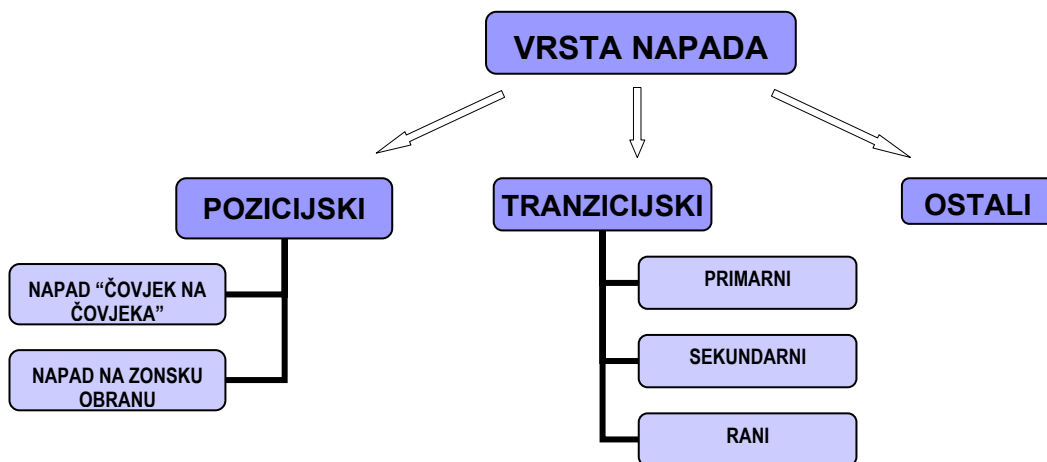 VRSTA NAPADA
POZICIJSKI
TRANZICIJSKI
OSTALI
NAPAD “ČOVJEK NA
ČOVJEKA”
NAPAD NA ZONSKU
OBRANU
PRIMARNI
SEKUNDARNI
RANI